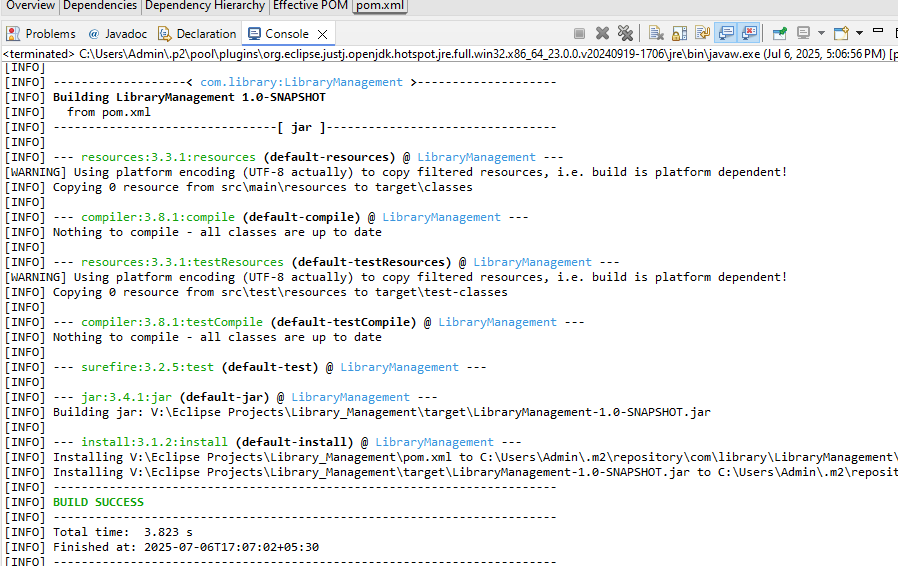 Overview Dependencies Dependency Hierarchy Effective POM pom.xml
Problems @ Javadoc Declaration Console
<terminated> C:\Users\Admin\.p2\pool\plugins\org.eclipse.justj.openjdk.hotspot.jre.full.win32.x86_64_23.0.0.v20240919-1706\jre\bin\javaw.exe (Jul 6, 2025, 5:06:56 PM) [p
[INFO]
[INFO] ----------------< com.library:LibraryManagement >-------------------
[INFO] Building LibraryManagement 1.0-SNAPSHOT
[INFO]   from pom.xml
[INFO] --------------------------------[ jar ]---------------------------------
[INFO]
[INFO] --- resources:3.3.1:resources (default-resources) @ LibraryManagement ---
[WARNING] Using platform encoding (UTF-8 actually) to copy filtered resources, i.e. build is platform dependent!
[INFO] Copying 0 resource from src\main\resources to target\classes
[INFO]
[INFO] --- compiler:3.8.1:compile (default-compile) @ LibraryManagement ---
[INFO] Nothing to compile - all classes are up to date
[INFO]
[INFO] --- resources:3.3.1:testResources (default-testResources) @ LibraryManagement ---
[WARNING] Using platform encoding (UTF-8 actually) to copy filtered resources, i.e. build is platform dependent!
[INFO] Copying 0 resource from src\test\resources to target\test-classes
[INFO]
[INFO] --- compiler:3.8.1:testCompile (default-testCompile) @ LibraryManagement ---
[INFO] Nothing to compile - all classes are up to date
[INFO]
[INFO] --- surefire:3.2.5:test (default-test) @ LibraryManagement ---
[INFO]
[INFO] --- jar:3.4.1:jar (default-jar) @ LibraryManagement ---
[INFO] Building jar: V:\Eclipse Projects\Library_Management\target\LibraryManagement-1.0-SNAPSHOT.jar
[INFO]
[INFO] --- install:3.1.2:install (default-install) @ LibraryManagement ---
[INFO] Installing V:\Eclipse Projects\Library_Management\pom.xml to C:\Users\Admin\.m2\repository\com\library\LibraryManagement\
[INFO] Installing V:\Eclipse Projects\Library_Management\target\LibraryManagement-1.0-SNAPSHOT.jar to C:\Users\Admin\.m2\reposit
[INFO] ------------------------------------------------------------------------
[INFO] BUILD SUCCESS
[INFO] ------------------------------------------------------------------------
[INFO] Total time:  3.823 s
[INFO] Finished at: 2025-07-06T17:07:02+05:30
[INFO] ------------------------------------------------------------------------